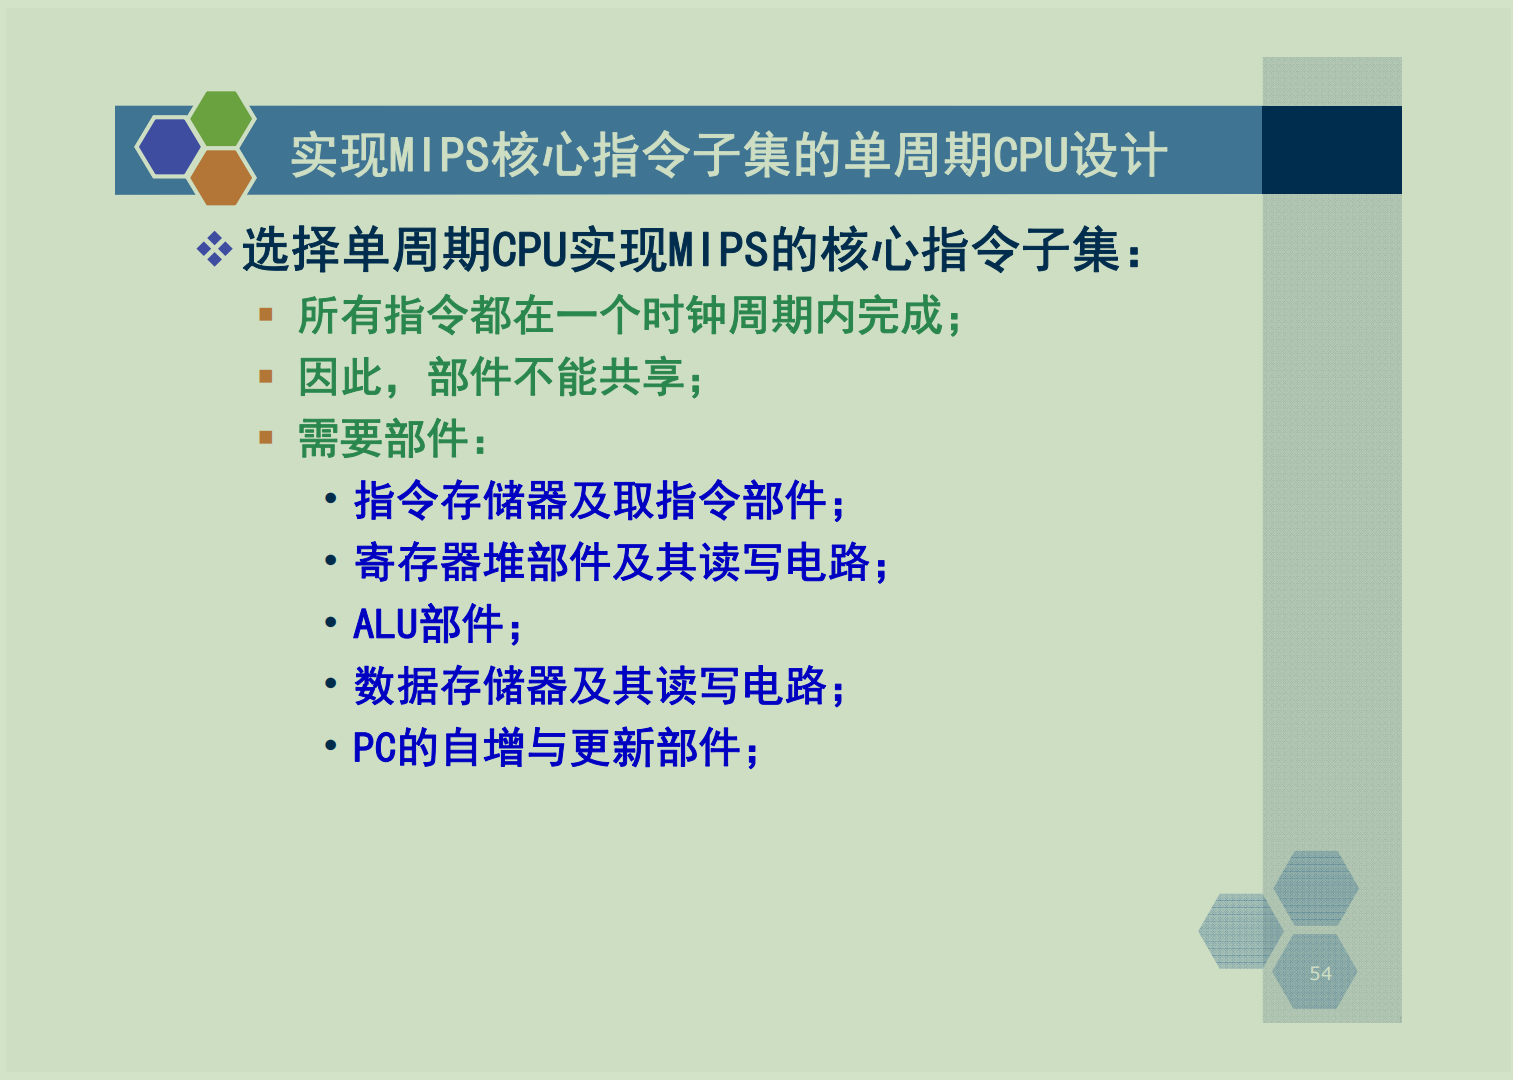 实现MIPS核心指令子集的单周期CPU设计
选择单周期CPU实现MIPS的核心指令子集：
所有指令都在一个时钟周期内完成；
因此，部件不能共享；
需要部件：
指令存储器及取指令部件；
寄存器堆部件及其读写电路；
ALU部件；
数据存储器及其读写电路；
PC的自增与更新部件；
54